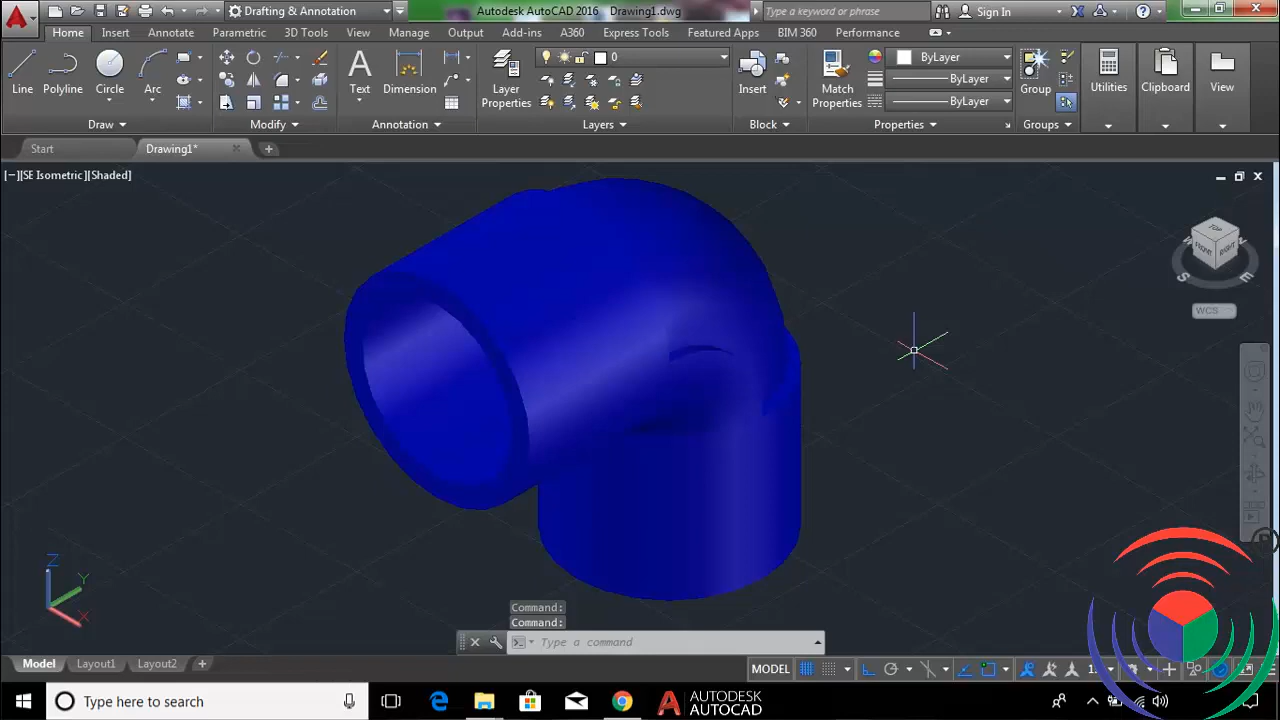 Drafting & Annotation
Autodesk AutoCAD 2016 Drawing1.dwg
Type a keyword or phrase
Sign In
Home Insert Annotate Parametric 3D Tools View Manage Output Add-ins A360 Express Tools Featured Apps BIM 360 Performance
Line Polyline Circle Arc
Text Dimension
Layer Properties
0
Insert
Match Properties
ByLayer
ByLayer
ByLayer
Group
Utilities Clipboard View
Draw Modify Annotation Layers Block Properties Groups
Start Drawing1*
[−][SE Isometric][Shaded]
TOP
FRONT RIGHT
S E
WCS
Z
Y
X
Command:
Command:
Type a command
Model Layout1 Layout2
MODEL
R
Type here to search
AUTODESK
AUTOCAD